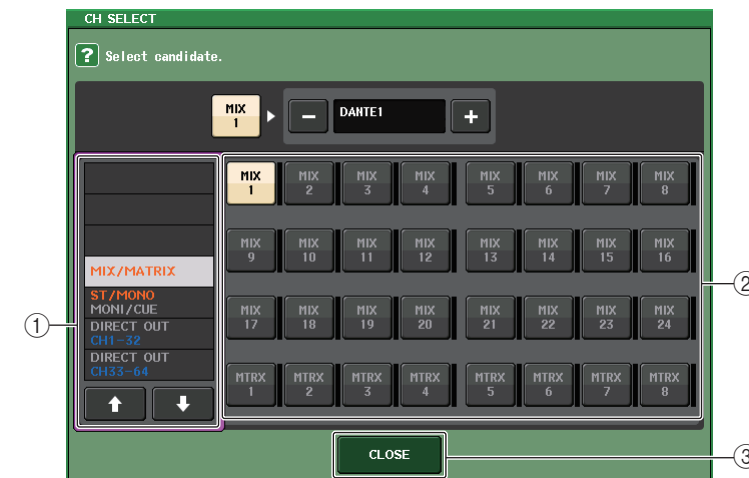 CH SELECT
? Select candidate.
MIX 1
− DANTE1 +
MIX/MATRIX
ST/MONO
MONI/CUE
DIRECT OUT
CH1-32
DIRECT OUT
CH33-64
MIX 1 MIX 2 MIX 3 MIX 4 MIX 5 MIX 6 MIX 7 MIX 8
MIX 9 MIX 10 MIX 11 MIX 12 MIX 13 MIX 14 MIX 15 MIX 16
MIX 17 MIX 18 MIX 19 MIX 20 MIX 21 MIX 22 MIX 23 MIX 24
MTRX 1 MTRX 2 MTRX 3 MTRX 4 MTRX 5 MTRX 6 MTRX 7 MTRX 8
CLOSE
①
②
③